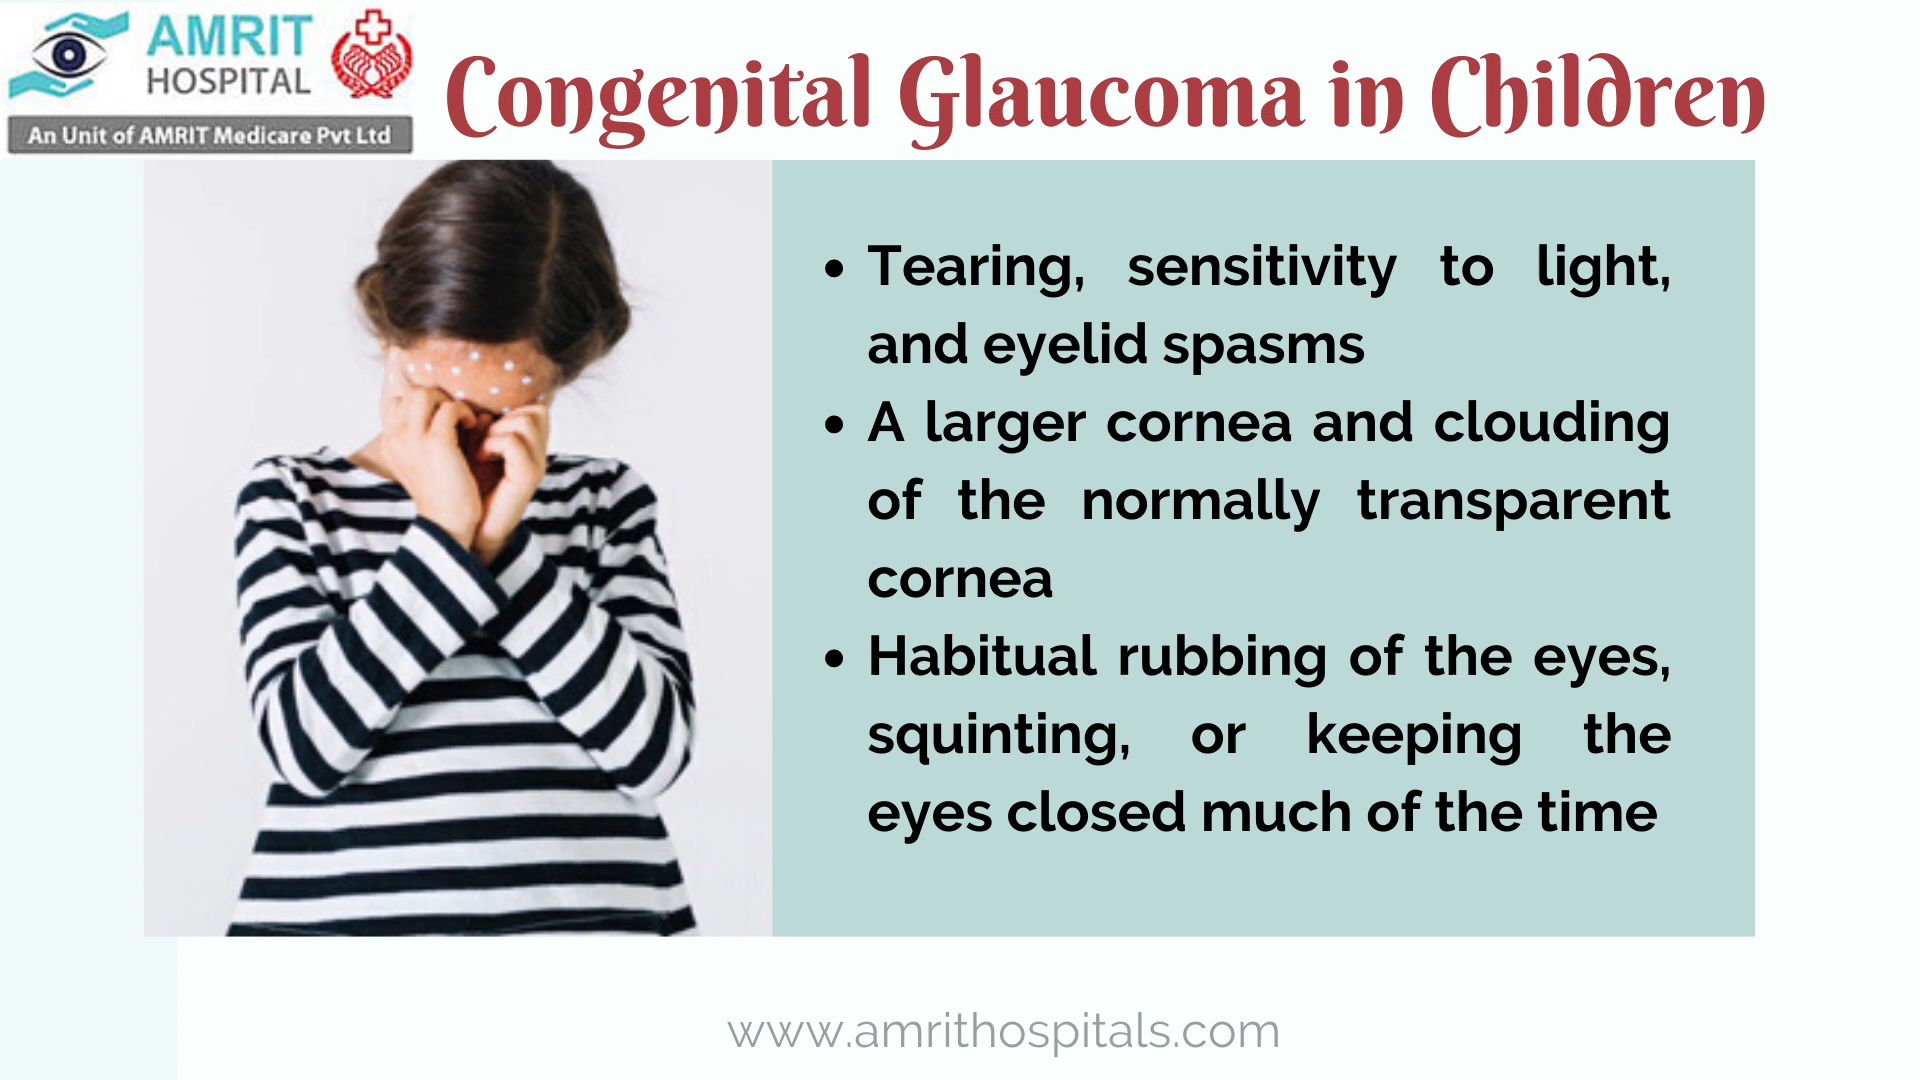 AMRIT
HOSPITAL
An Unit of AMRIT Medicare Pvt Ltd
Congenital Glaucoma in Children
• Tearing, sensitivity to light,
and eyelid spasms
• A larger cornea and clouding
of the normally transparent
cornea
• Habitual rubbing of the eyes,
squinting, or keeping the
eyes closed much of the time
www.amrithospitals.com